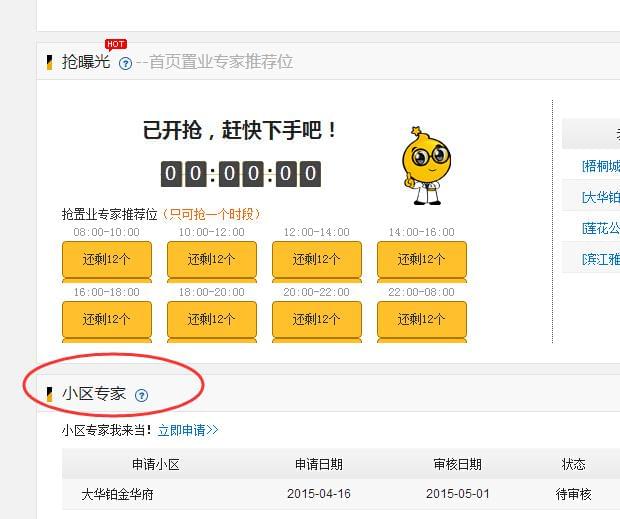 HOT
抢曝光 ? --首页置业专家推荐位
已开抢，赶快下手吧！
00:00:00
抢置业专家推荐位（只可抢一个时段）
08:00-10:00 10:00-12:00 12:00-14:00 14:00-16:00
还剩12个 还剩12个 还剩12个 还剩12个
16:00-18:00 18:00-20:00 20:00-22:00 22:00-08:00
还剩12个 还剩12个 还剩12个 还剩12个
[梧桐城
[大华铂
[莲花公
[滨江雅
小区专家 ?
小区专家我来当！立即申请>>
申请小区 申请日期 审核日期 状态
大华铂金华府 2015-04-16 2015-05-01 待审核